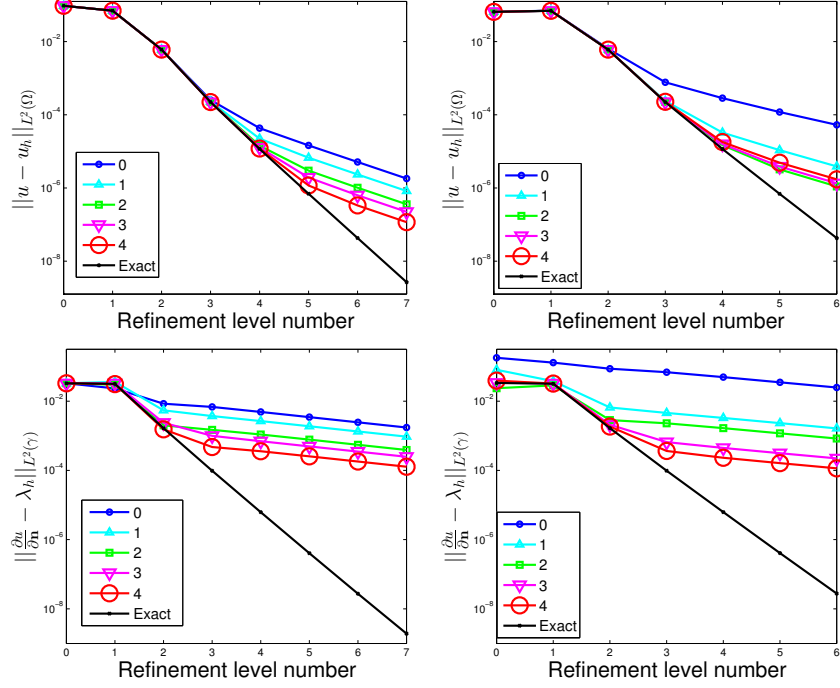 10^{-2}
10^{-4}
10^{-6}
10^{-8}
||u − u_h||_{L^2(Ω)}
0
1
2
3
4
Exact
0 1 2 3 4 5 6 7
Refinement level number
10^{-2}
10^{-4}
10^{-6}
10^{-8}
||u − u_h||_{L^2(Ω)}
0
1
2
3
4
Exact
0 1 2 3 4 5 6
Refinement level number
10^{-2}
10^{-4}
10^{-6}
10^{-8}
||∂u/∂n − λ_h||_{L^2(γ)}
0
1
2
3
4
Exact
0 1 2 3 4 5 6 7
Refinement level number
10^{-2}
10^{-4}
10^{-6}
10^{-8}
||∂u/∂n − λ_h||_{L^2(γ)}
0
1
2
3
4
Exact
0 1 2 3 4 5 6
Refinement level number